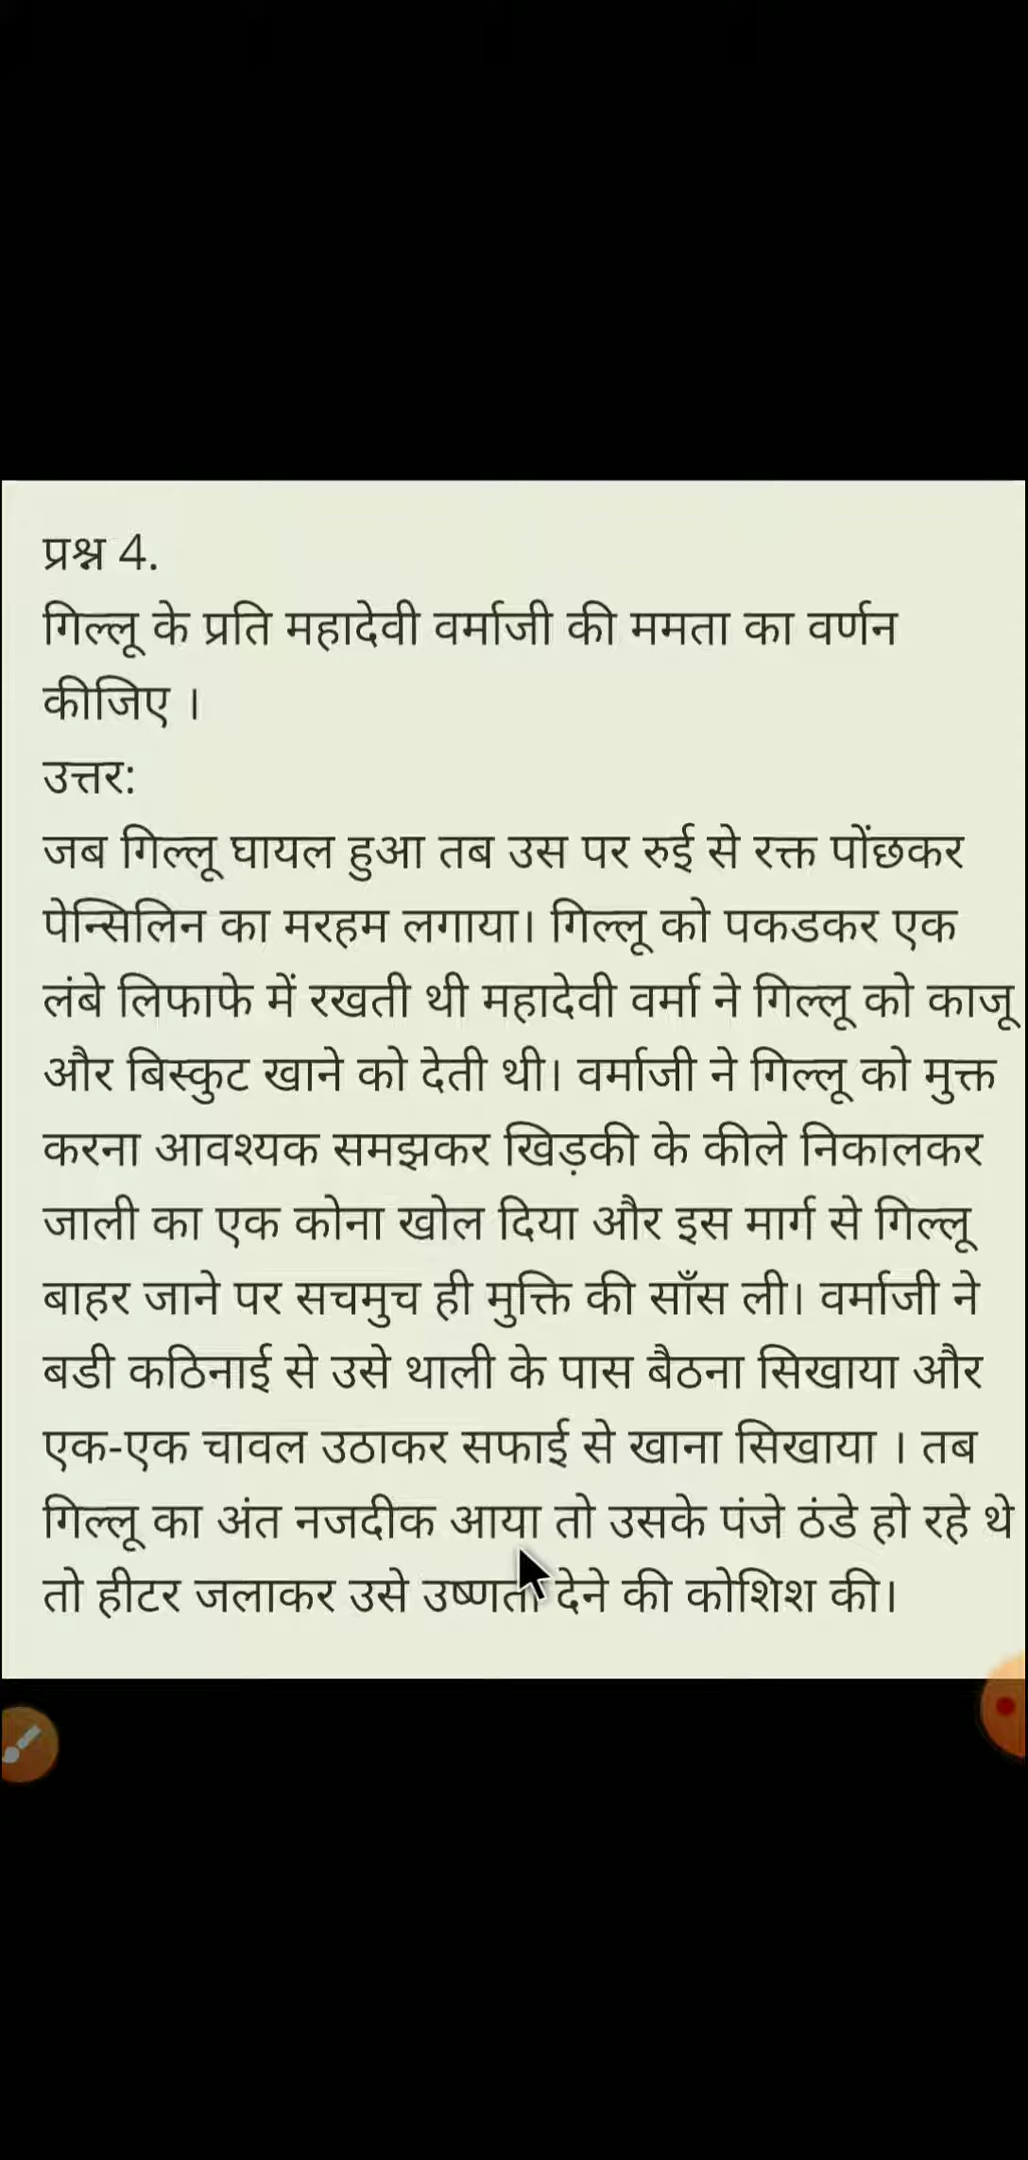 प्रश्न 4.
गिल्लू के प्रति महादेवी वर्माजी की ममता का वर्णन
कीजिए ।
उत्तर:
जब गिल्लू घायल हुआ तब उस पर रुई से रक्त पोंछकर
पेन्सिलिन का मरहम लगाया। गिल्लू को पकडकर एक
लंबे लिफाफे में रखती थी महादेवी वर्मा ने गिल्लू को काजू
और बिस्कुट खाने को देती थी। वर्माजी ने गिल्लू को मुक्त
करना आवश्यक समझकर खिड़की के कीले निकालकर
जाली का एक कोना खोल दिया और इस मार्ग से गिल्लू
बाहर जाने पर सचमुच ही मुक्ति की साँस ली। वर्माजी ने
बडी कठिनाई से उसे थाली के पास बैठना सिखाया और
एक-एक चावल उठाकर सफाई से खाना सिखाया । तब
गिल्लू का अंत नजदीक आया तो उसके पंजे ठंडे हो रहे थे
तो हीटर जलाकर उसे उष्णता देने की कोशिश की।